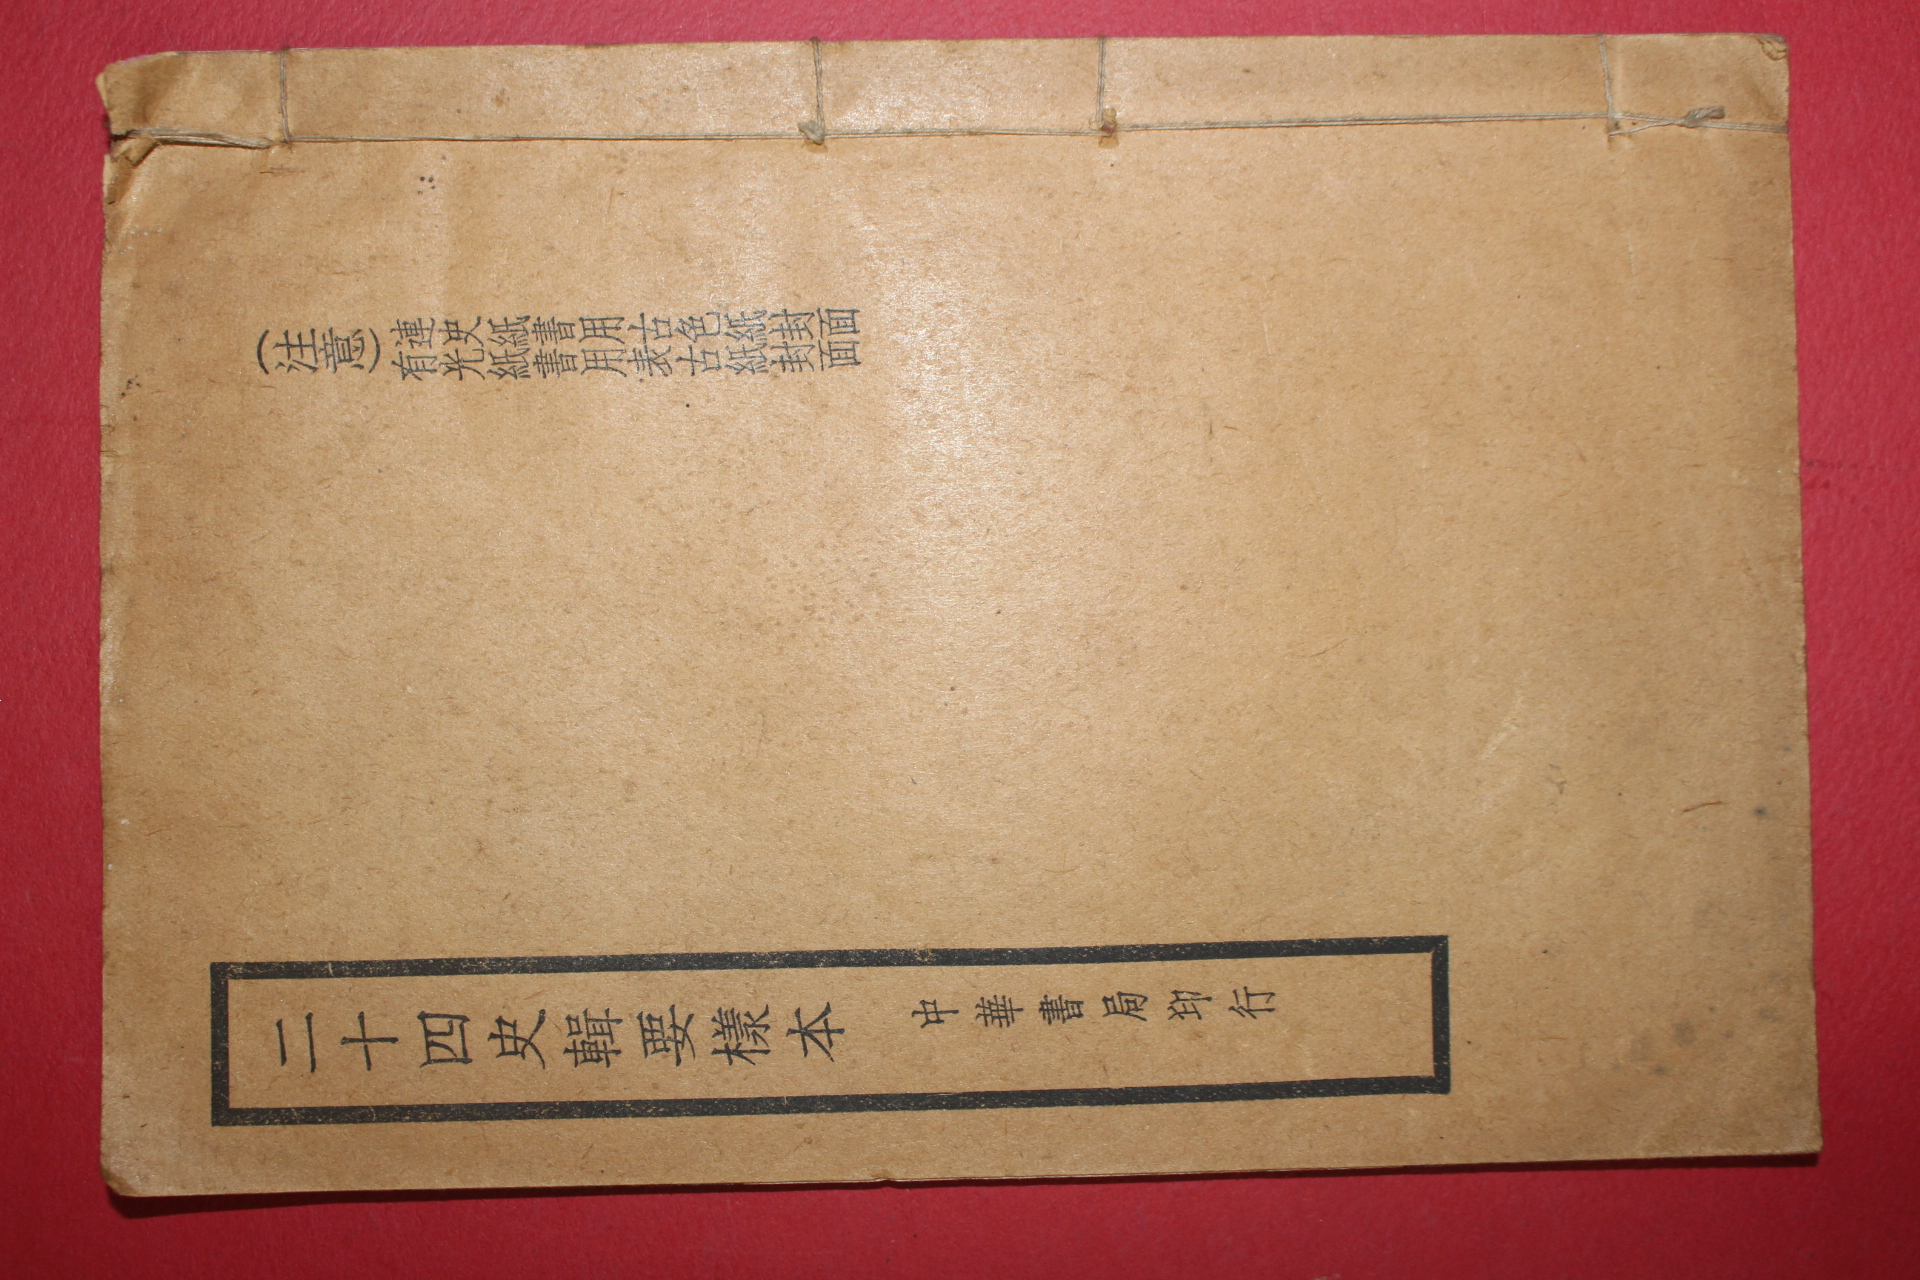 (注意)
連史紙書用古色紙封面
有光紙書用表古紙封面
二十四史輯要樣本 中華書局印行